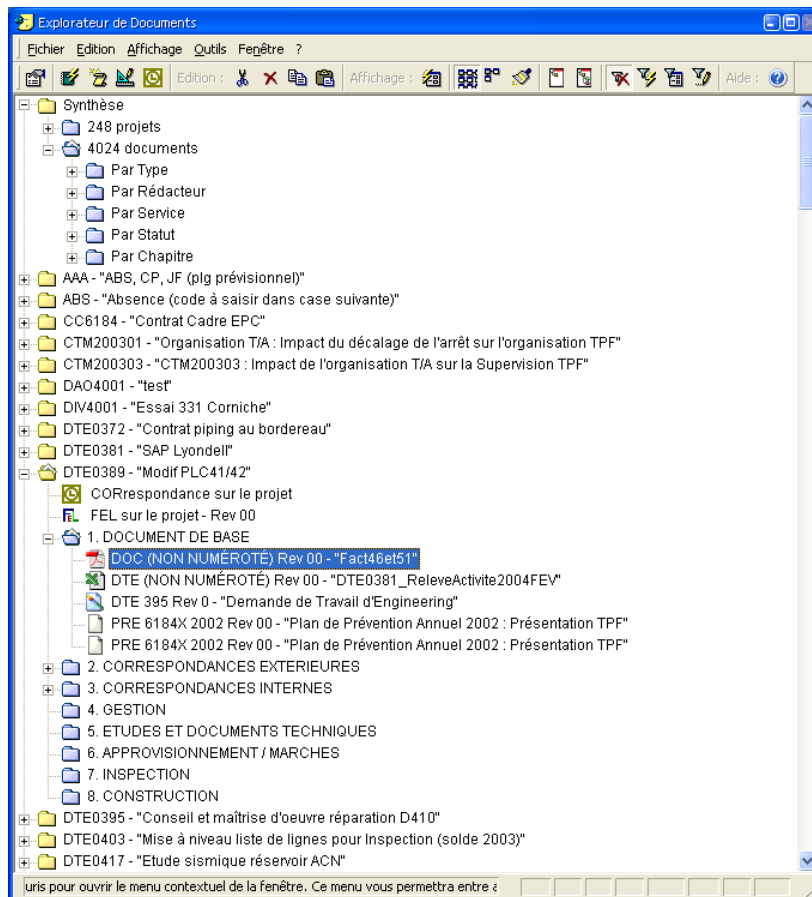 Explorateur de Documents
Fichier Edition Affichage Outils Fenêtre ?
Edition : Affichage : Aide :
Synthèse
248 projets
4024 documents
Par Type
Par Rédacteur
Par Service
Par Statut
Par Chapitre
AAA - "ABS, CP, JF (plg prévisionnel)"
ABS - "Absence (code à saisir dans case suivante)"
CC6184 - "Contrat Cadre EPC"
CTM200301 - "Organisation T/A : Impact du décalage de l'arrêt sur l'organisation TPF"
CTM200303 - "CTM200303 : Impact de l'organisation T/A sur la Supervision TPF"
DAO4001 - "test"
DIV4001 - "Essai 331 Corniche"
DTE0372 - "Contrat piping au bordereau"
DTE0381 - "SAP Lyondell"
DTE0389 - "Modif PLC41/42"
CORrespondance sur le projet
FEL sur le projet - Rev 00
1. DOCUMENT DE BASE
DOC (NON NUMÉROTÉ) Rev 00 - "Fact46et51"
DTE (NON NUMÉROTÉ) Rev 00 - "DTE0381_ReleveActivite2004FEV"
DTE 395 Rev 0 - "Demande de Travail d'Engineering"
PRE 6184X 2002 Rev 00 - "Plan de Prévention Annuel 2002 : Présentation TPF"
PRE 6184X 2002 Rev 00 - "Plan de Prévention Annuel 2002 : Présentation TPF"
2. CORRESPONDANCES EXTERIEURES
3. CORRESPONDANCES INTERNES
4. GESTION
5. ETUDES ET DOCUMENTS TECHNIQUES
6. APPROVISIONNEMENT / MARCHES
7. INSPECTION
8. CONSTRUCTION
DTE0395 - "Conseil et maîtrise d'oeuvre réparation D410"
DTE0403 - "Mise à niveau liste de lignes pour Inspection (solde 2003)"
DTE0417 - "Etude sismique réservoir ACN"
uris pour ouvrir le menu contextuel de la fenêtre. Ce menu vous permettra entre a